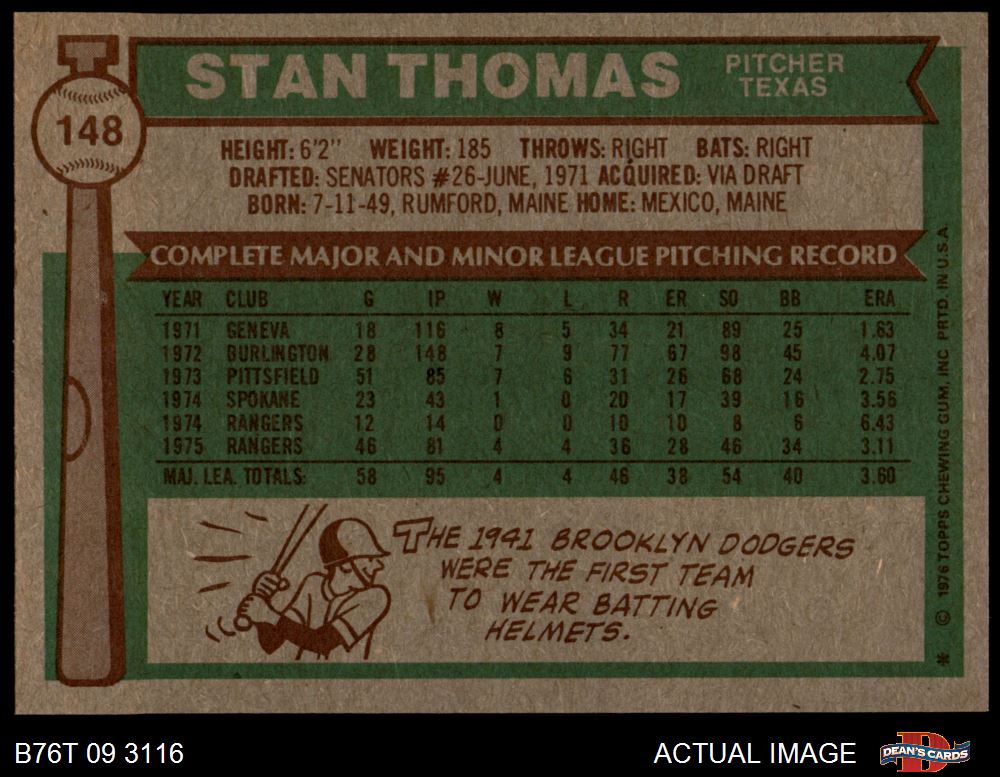 STAN THOMAS
PITCHER
TEXAS
148
HEIGHT: 6'2" WEIGHT: 185 THROWS: RIGHT BATS: RIGHT
DRAFTED: SENATORS #26-JUNE, 1971 ACQUIRED: VIA DRAFT
BORN: 7-11-49, RUMFORD, MAINE HOME: MEXICO, MAINE
COMPLETE MAJOR AND MINOR LEAGUE PITCHING RECORD
YEAR CLUB G IP W L R ER SO BB ERA
1971 GENEVA 18 116 8 5 34 21 89 25 1.63
1972 BURLINGTON 28 148 7 9 77 67 98 45 4.07
1973 PITTSFIELD 51 85 7 6 31 26 68 24 2.75
1974 SPOKANE 23 43 1 0 20 17 39 16 3.56
1974 RANGERS 12 14 0 0 10 10 8 6 6.43
1975 RANGERS 46 81 4 4 36 28 46 34 3.11
MAJ. LEA. TOTALS: 58 95 4 4 46 38 54 40 3.60
THE 1941 BROOKLYN DODGERS
WERE THE FIRST TEAM
TO WEAR BATTING
HELMETS.
* © 1976 TOPPS CHEWING GUM, INC PRTD. IN U.S.A.
B76T 09 3116
ACTUAL IMAGE
D
DEAN'S CARDS